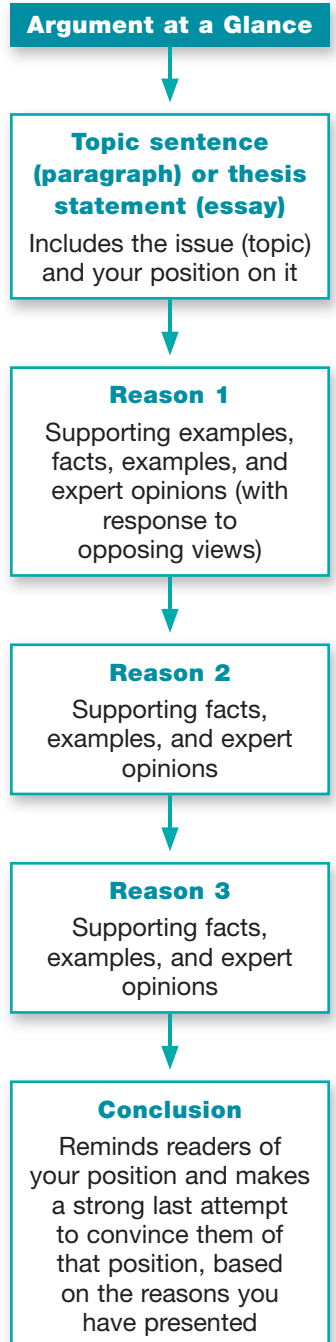 Argument at a Glance
Topic sentence
(paragraph) or thesis
statement (essay)
Includes the issue (topic)
and your position on it
Reason 1
Supporting examples,
facts, examples, and
expert opinions (with
response to
opposing views)
Reason 2
Supporting facts,
examples, and expert
opinions
Reason 3
Supporting facts,
examples, and expert
opinions
Conclusion
Reminds readers of
your position and makes
a strong last attempt
to convince them of
that position, based
on the reasons you
have presented